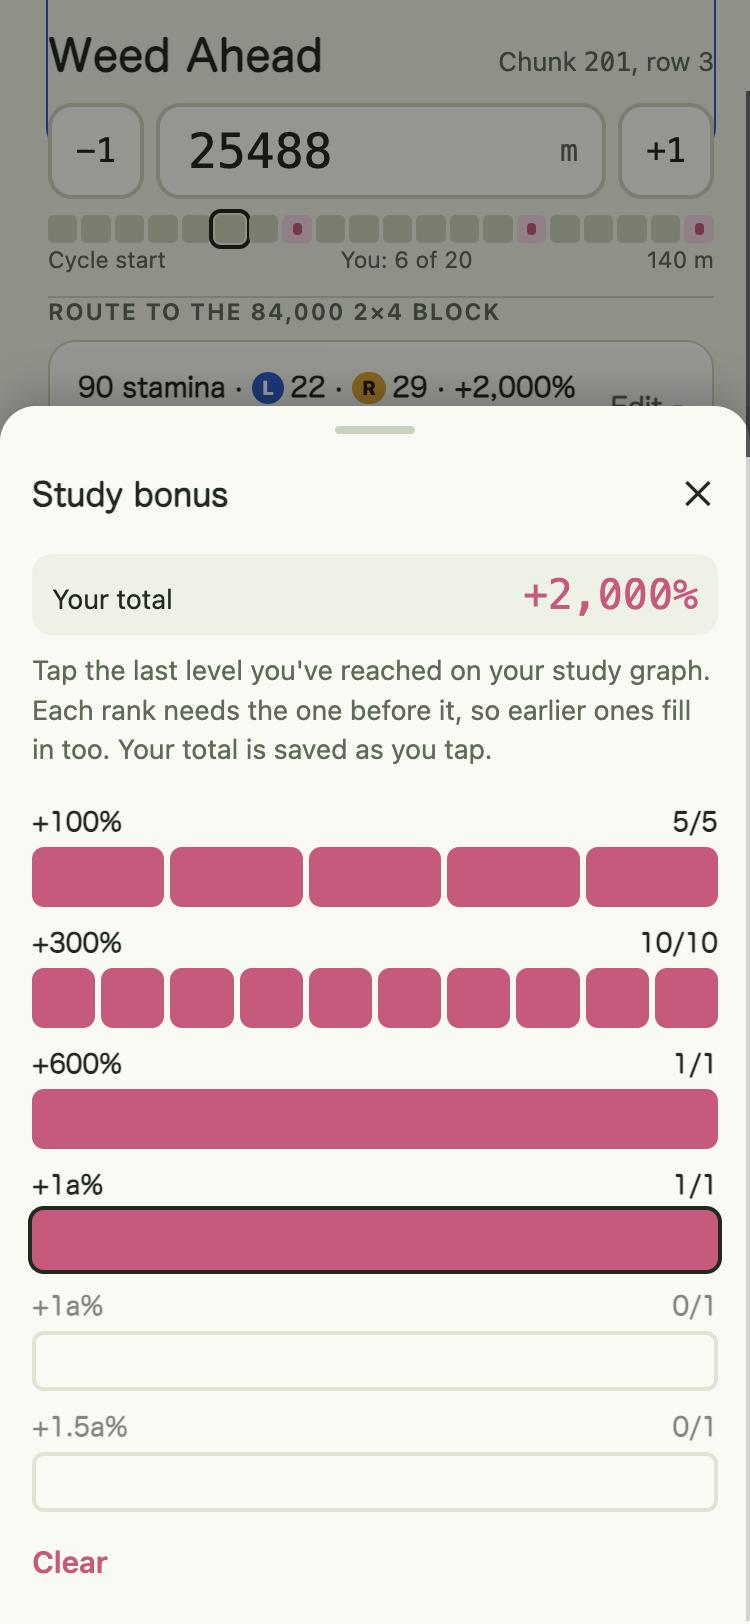 Weed Ahead
Chunk 201, row 3
−1
25488 m
+1
Cycle start
You: 6 of 20
140 m
ROUTE TO THE 84,000 2×4 BLOCK
90 stamina · L 22 · R 29 · +2,000%
Edit
Study bonus
Your total
+2,000%
Tap the last level you've reached on your study graph.
Each rank needs the one before it, so earlier ones fill
in too. Your total is saved as you tap.
+100% 5/5
+300% 10/10
+600% 1/1
+1a% 1/1
+1a% 0/1
+1.5a% 0/1
Clear